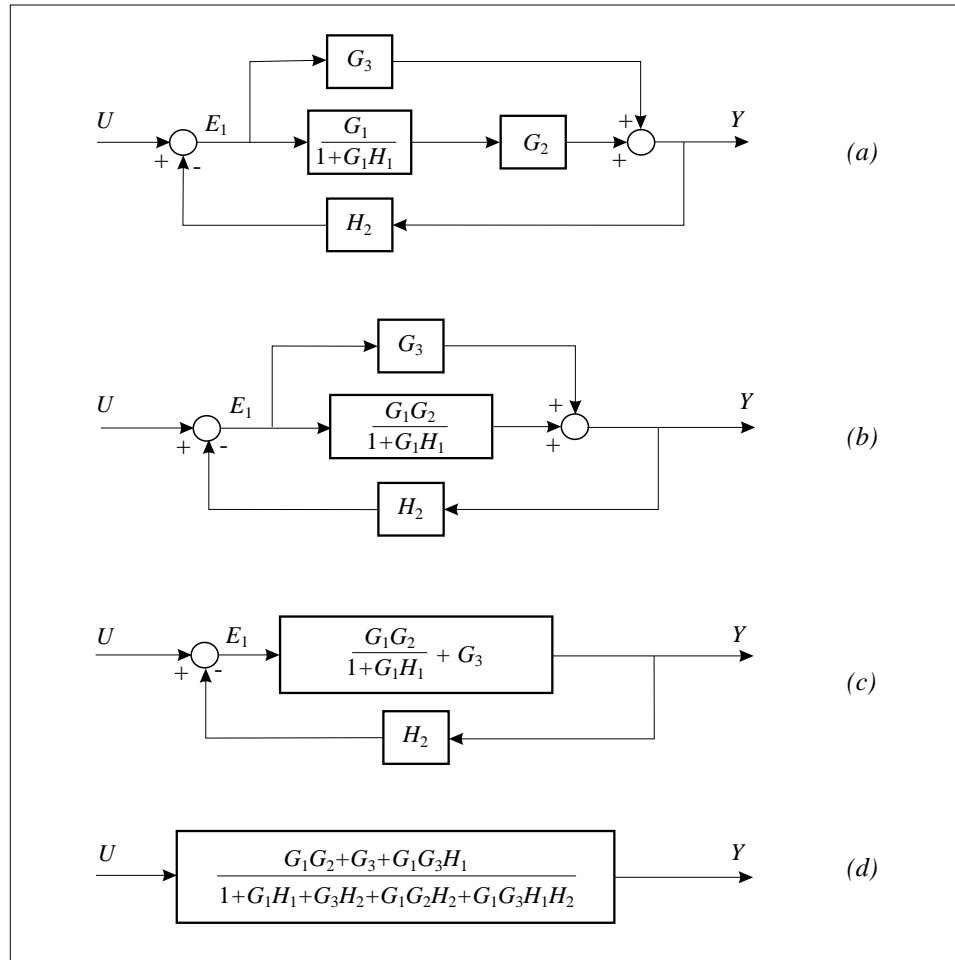 G₃
U E₁ G₁ G₂ Y
1+G₁H₁
+ - + +
(a)
H₂
G₃
U E₁ G₁G₂ Y
1+G₁H₁
+ - + +
(b)
H₂
U E₁ G₁G₂ + G₃ Y
1+G₁H₁
+ -
(c)
H₂
U G₁G₂+G₃+G₁G₃H₁ Y
1+G₁H₁+G₃H₂+G₁G₂H₂+G₁G₃H₁H₂
(d)